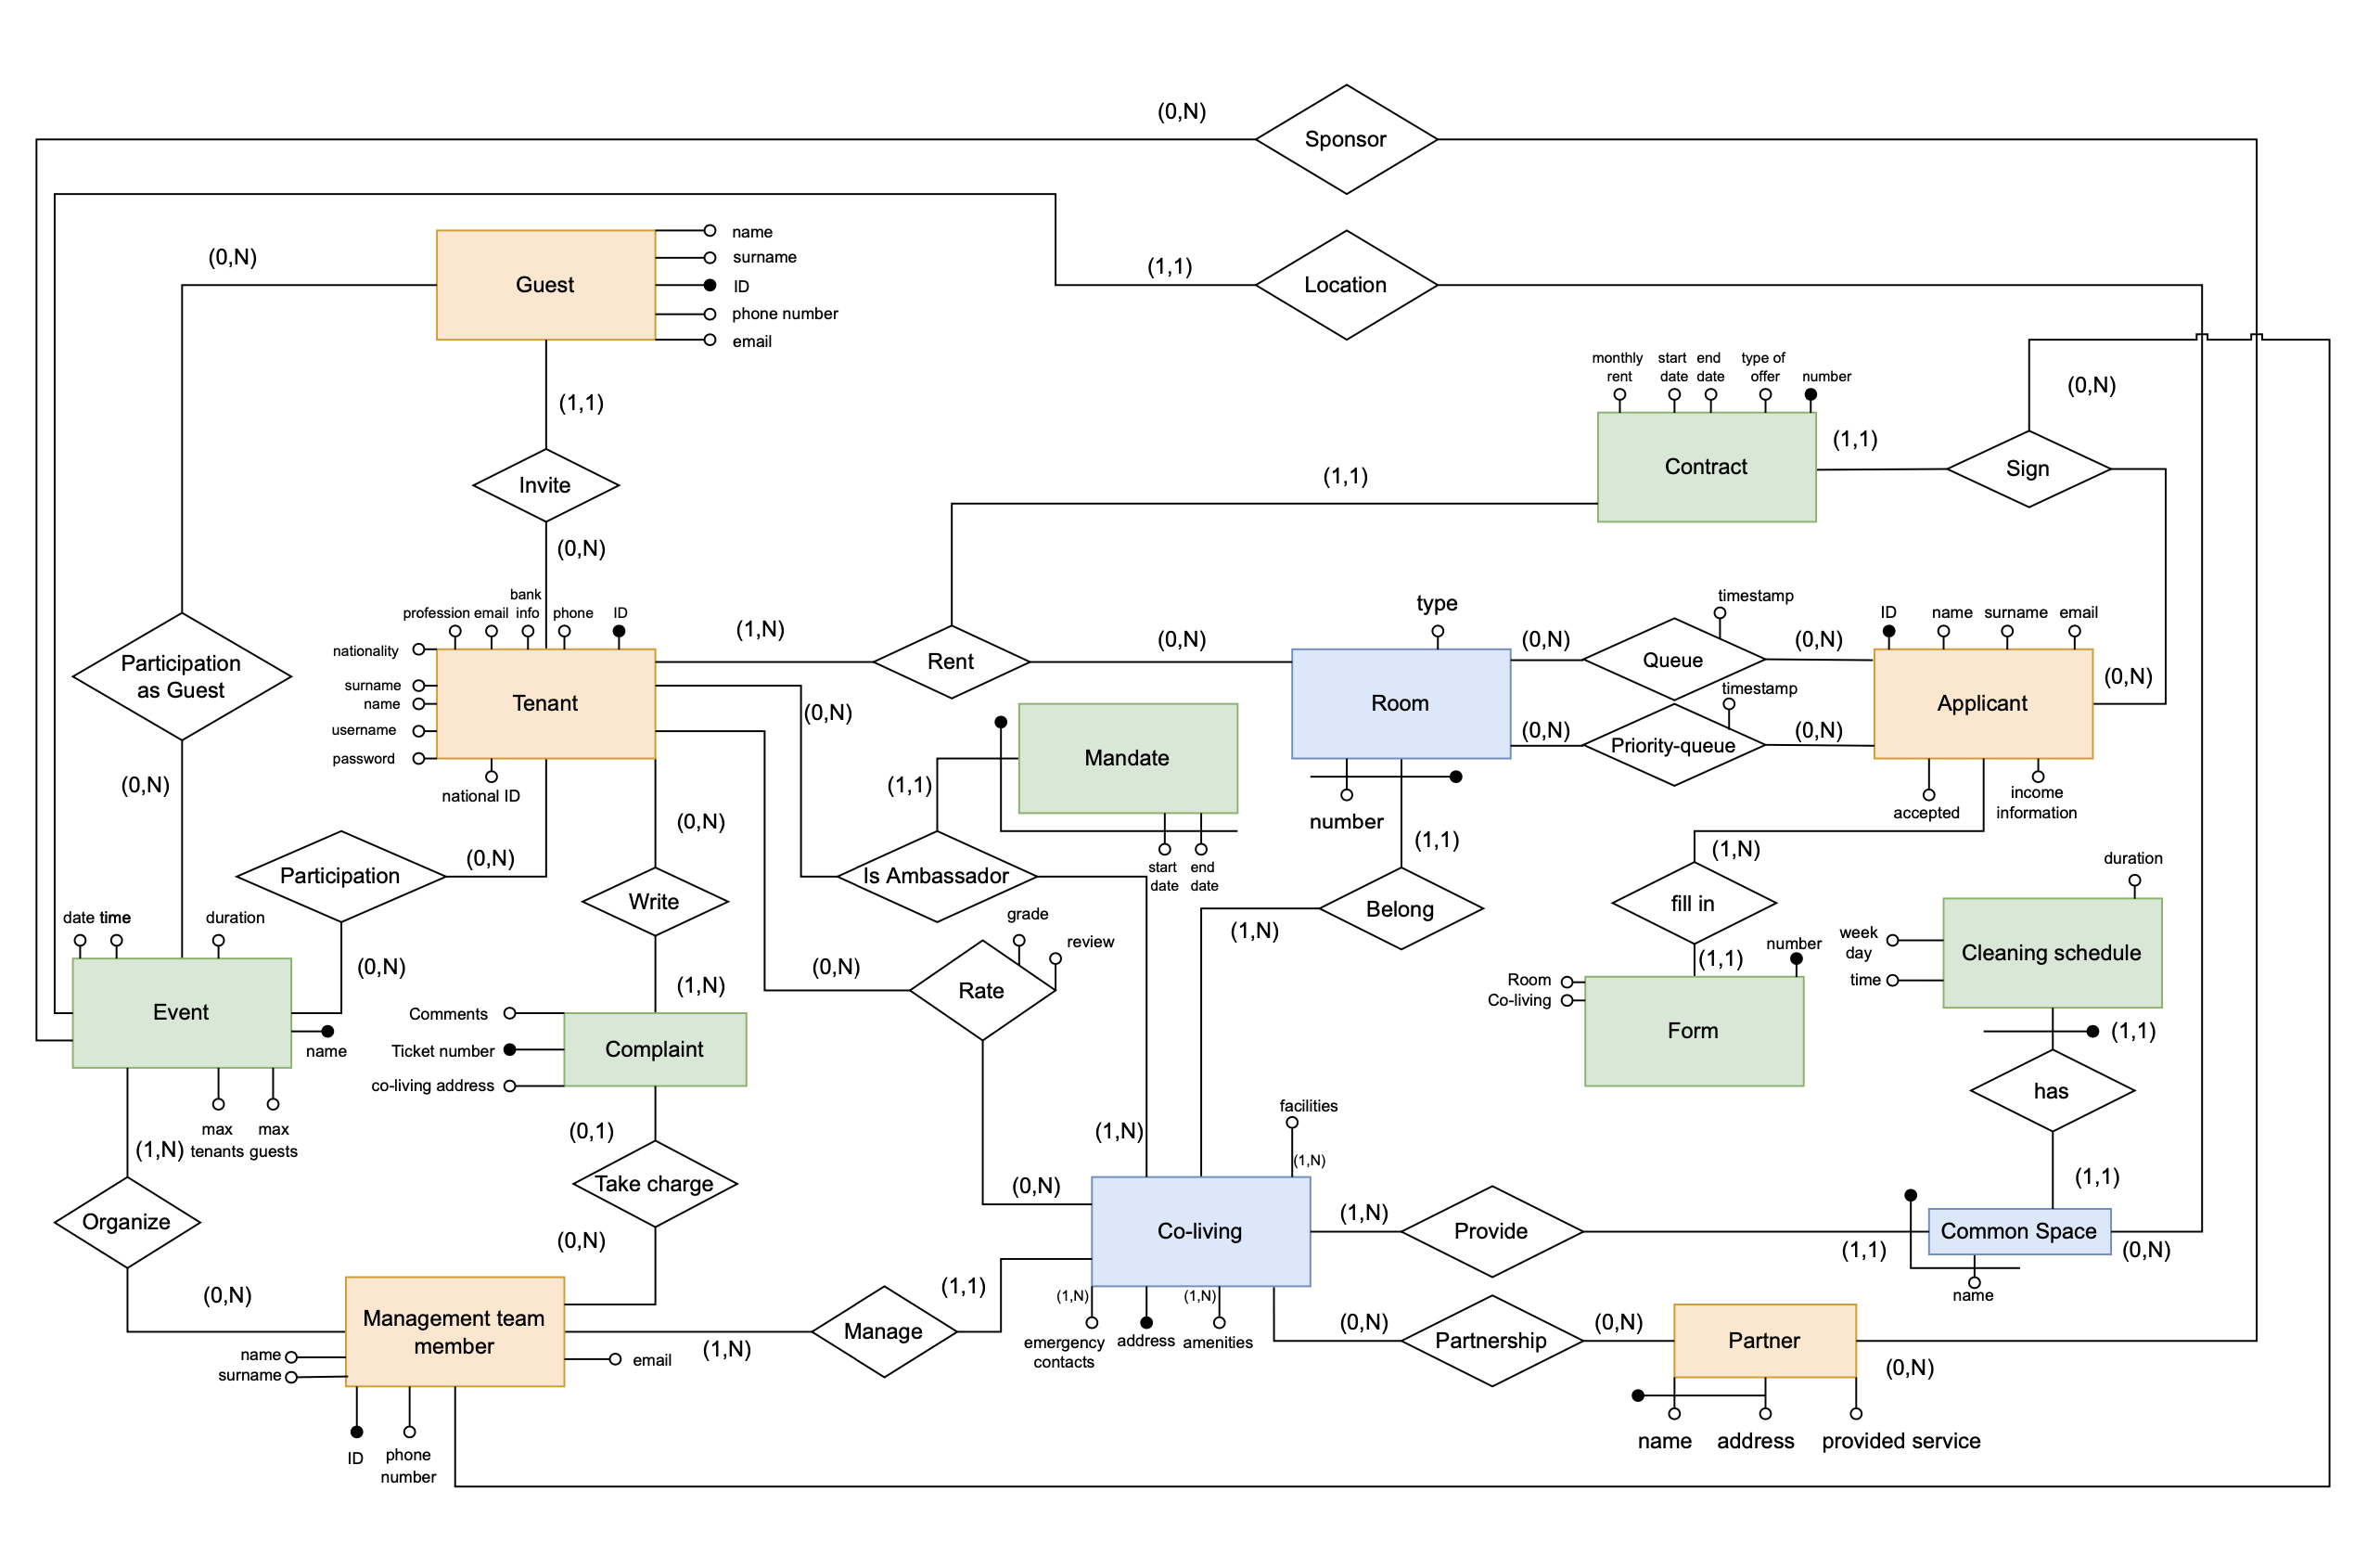 (0,N)
Sponsor
(0,N)
Guest
name
surname
ID
phone number
email
(1,1)
Location
(1,1)
Invite
(0,N)
monthly
rent
start
date
end
date
type of
offer
number
Contract
(1,1)
Sign
(0,N)
(1,1)
Participation
as Guest
(0,N)
profession
email
bank
info
phone
ID
nationality
surname
name
username
password
national ID
Tenant
(1,N)
Rent
(0,N)
type
Room
number
(0,N)
Queue
timestamp
(0,N)
(0,N)
Priority-queue
timestamp
(0,N)
ID
name
surname
email
Applicant
(0,N)
accepted
income
information
(0,N)
Mandate
(1,1)
start
date
end
date
Is Ambassador
Participation
(0,N)
(0,N)
(0,N)
Write
(1,N)
(1,1)
Belong
(1,N)
(1,N)
fill in
(1,1)
number
Room
Co-living
Form
duration
week
day
time
Cleaning schedule
(1,1)
has
(1,1)
grade
review
Rate
(0,N)
(0,N)
date
time
duration
Event
name
max
tenants
max
guests
(1,N)
Organize
(0,N)
Comments
Ticket number
co-living address
Complaint
(0,1)
Take charge
(0,N)
(1,N)
facilities
(1,N)
Co-living
(1,N)
emergency
contacts
address
(1,N)
amenities
(1,N)
Provide
(1,1)
Common Space
(0,N)
name
Management team
member
name
surname
ID
phone
number
email
(1,N)
Manage
(1,1)
(0,N)
Partnership
(0,N)
Partner
(0,N)
name
address
provided service